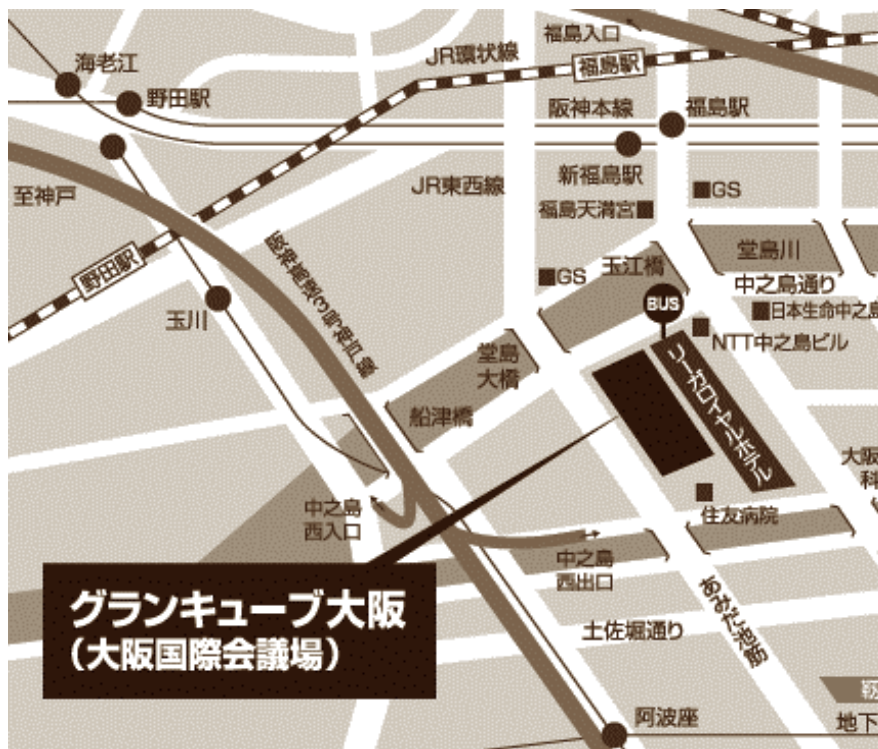 福島入口
海老江
JR環状線
福島駅
野田駅
阪神本線
福島駅
新福島駅
JR東西線
至神戸
GS
福島天満宮
野田駅
阪神高速3号神戸線
玉江橋
堂島川
GS
中之島通り
BUS
日本生命中之島
玉川
NTT中之島ビル
堂島
大橋
リーガロイヤルホテル
船津橋
大阪
科
中之島
西入口
住友病院
中之島
西出口
グランキューブ大阪
(大阪国際会議場)
あみだ池筋
土佐堀通り
阿波座
地下